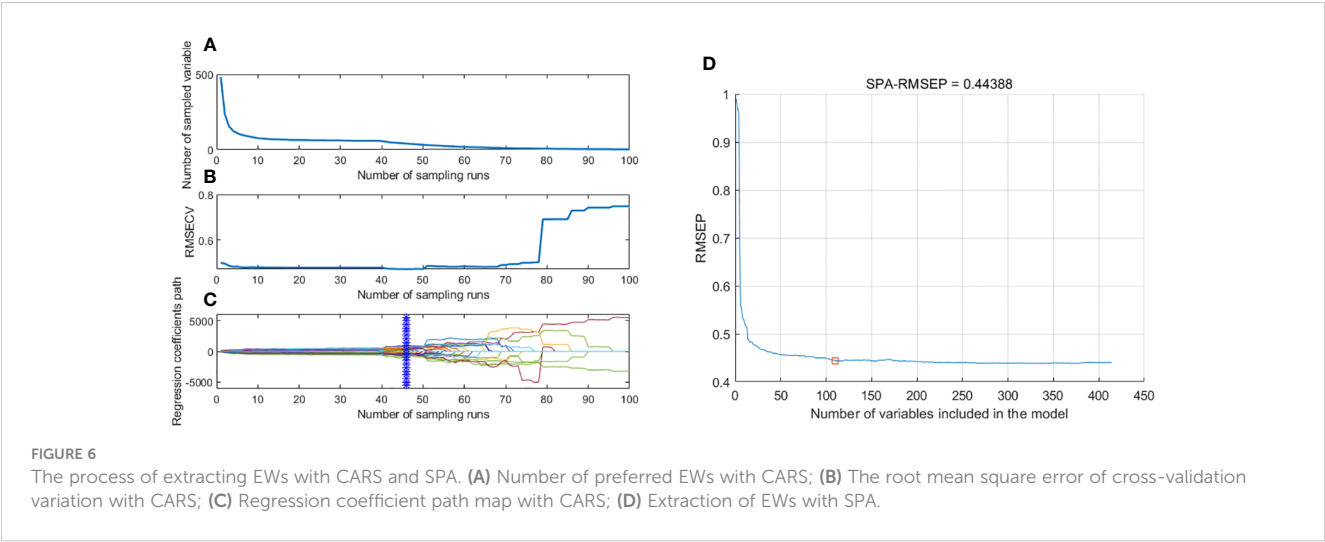 A
Number of sampled variable
500
0
0 10 20 30 40 50 60 70 80 90 100
Number of sampling runs
B
RMSECV
0.8
0.6
0 10 20 30 40 50 60 70 80 90 100
Number of sampling runs
C
Regression coefficients path
5000
0
-5000
0 10 20 30 40 50 60 70 80 90 100
Number of sampling runs
D
SPA-RMSEP = 0.44388
RMSEP
1
0.9
0.8
0.7
0.6
0.5
0.4
0 50 100 150 200 250 300 350 400 450
Number of variables included in the model
FIGURE 6
The process of extracting EWs with CARS and SPA. (A) Number of preferred EWs with CARS; (B) The root mean square error of cross-validation
variation with CARS; (C) Regression coefficient path map with CARS; (D) Extraction of EWs with SPA.